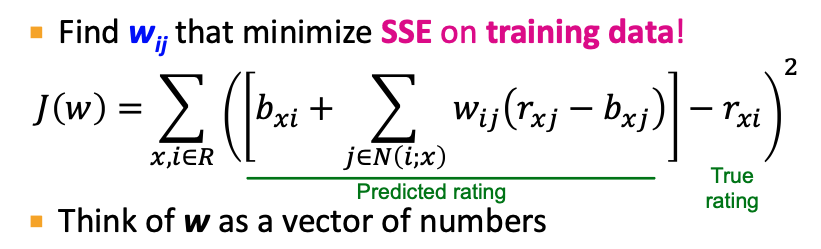 ▪ Find w_ij that minimize SSE on training data!
J(w) = ∑_{x,i∈R} ( [ b_xi + ∑_{j∈N(i;x)} w_ij (r_xj − b_xj) ] − r_xi )^2
Predicted rating
True
rating
▪ Think of w as a vector of numbers